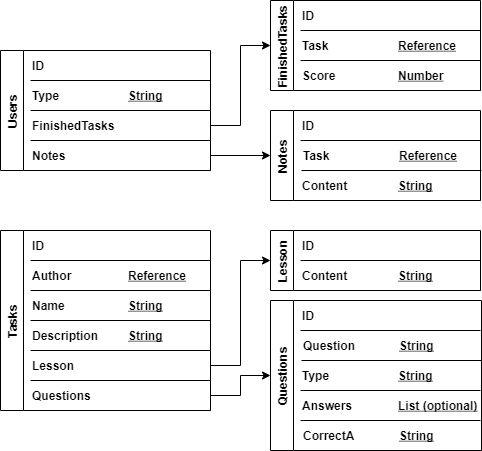 Users
ID
Type String
FinishedTasks
Notes
FinishedTasks
ID
Task Reference
Score Number
Notes
ID
Task Reference
Content String
Tasks
ID
Author Reference
Name String
Description String
Lesson
Questions
Lesson
ID
Content String
Questions
ID
Question String
Type String
Answers List (optional)
CorrectA String